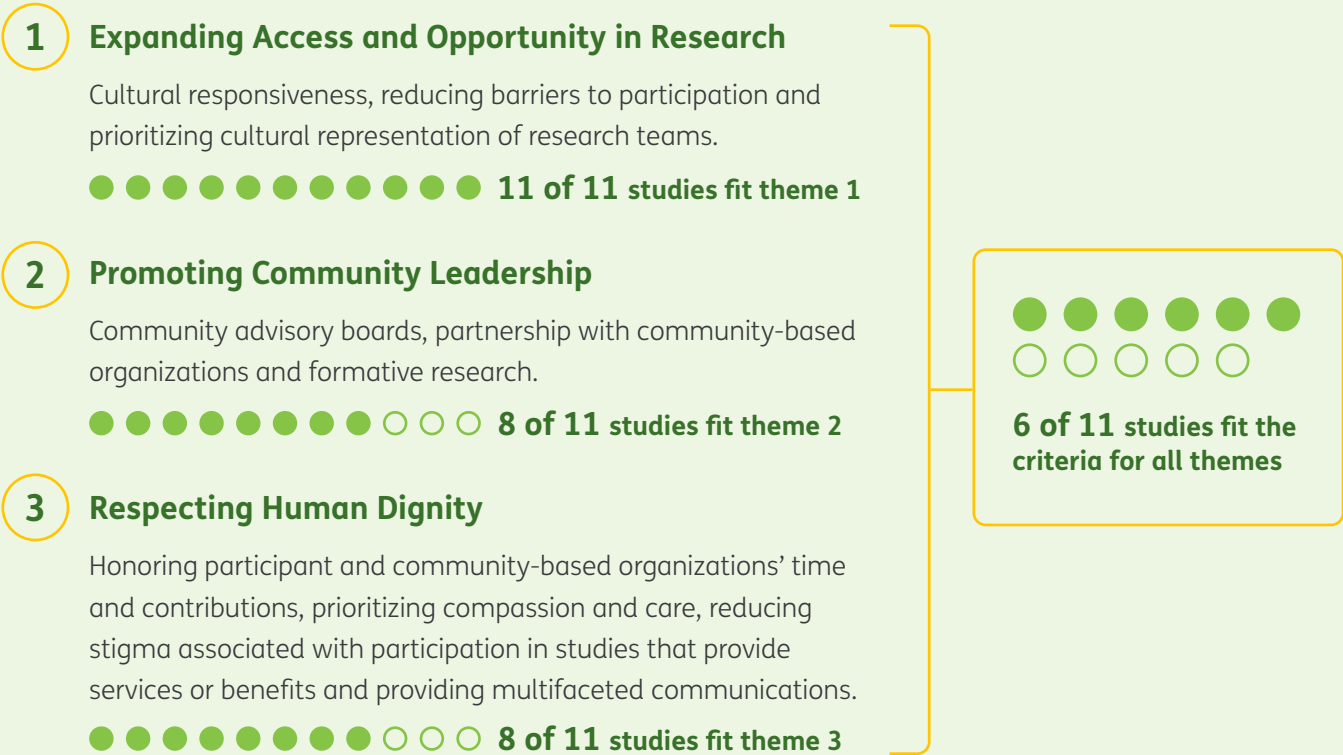 1
Expanding Access and Opportunity in Research
Cultural responsiveness, reducing barriers to participation and
prioritizing cultural representation of research teams.
11 of 11 studies fit theme 1
2
Promoting Community Leadership
Community advisory boards, partnership with community-based
organizations and formative research.
8 of 11 studies fit theme 2
3
Respecting Human Dignity
Honoring participant and community-based organizations’ time
and contributions, prioritizing compassion and care, reducing
stigma associated with participation in studies that provide
services or benefits and providing multifaceted communications.
8 of 11 studies fit theme 3
6 of 11 studies fit the
criteria for all themes